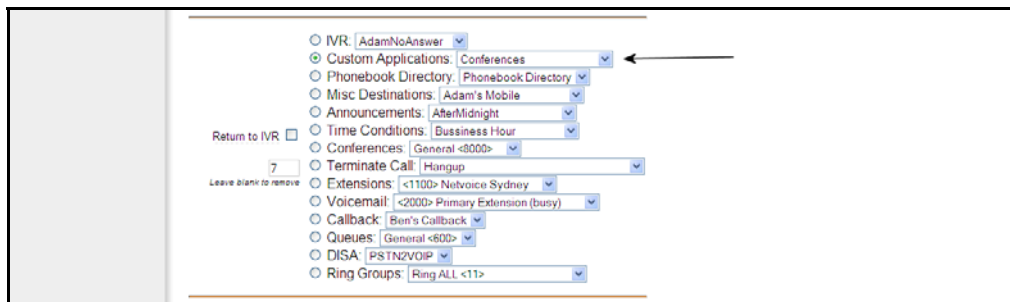 IVR: AdamNoAnswer
Custom Applications: Conferences
Phonebook Directory: Phonebook Directory
Misc Destinations: Adam's Mobile
Announcements: AfterMidnight
Return to IVR Time Conditions: Bussiness Hour
Conferences: General <8000>
7 Terminate Call: Hangup
Leave blank to remove Extensions: <1100> Netvoice Sydney
Voicemail: <2000> Primary Extension (busy)
Callback: Ben's Callback
Queues: General <600>
DISA: PSTN2VOIP
Ring Groups: Ring ALL <11>